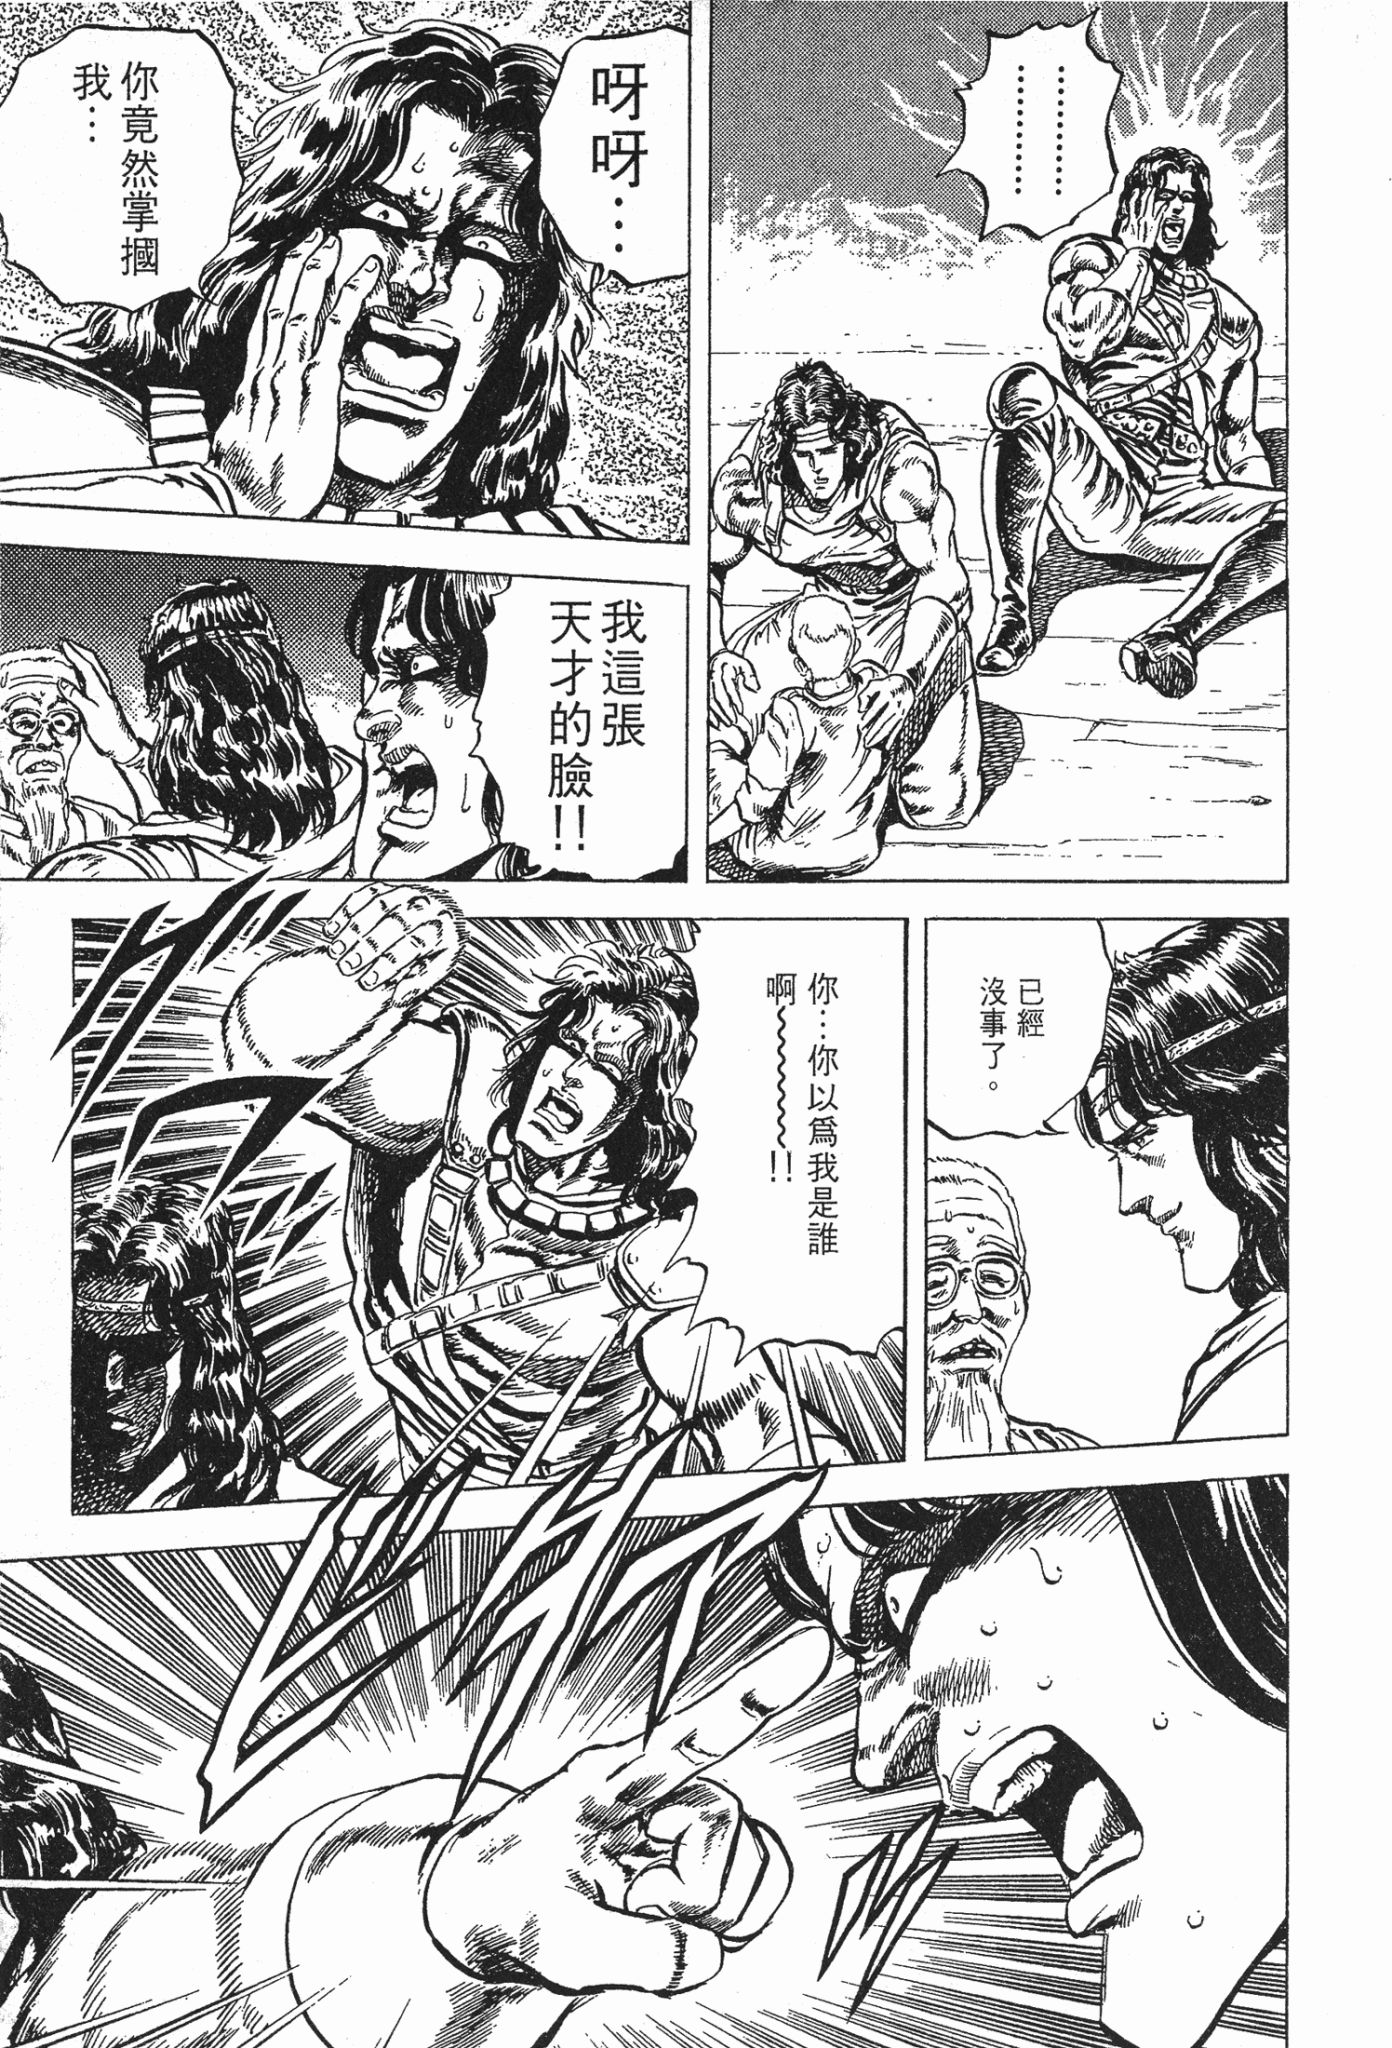 …………
…………
呀呀…
你竟然掌摑
我…
我這張
天才的臉!!
已經
沒事了。
你…你以爲我是誰
啊~~~~!!